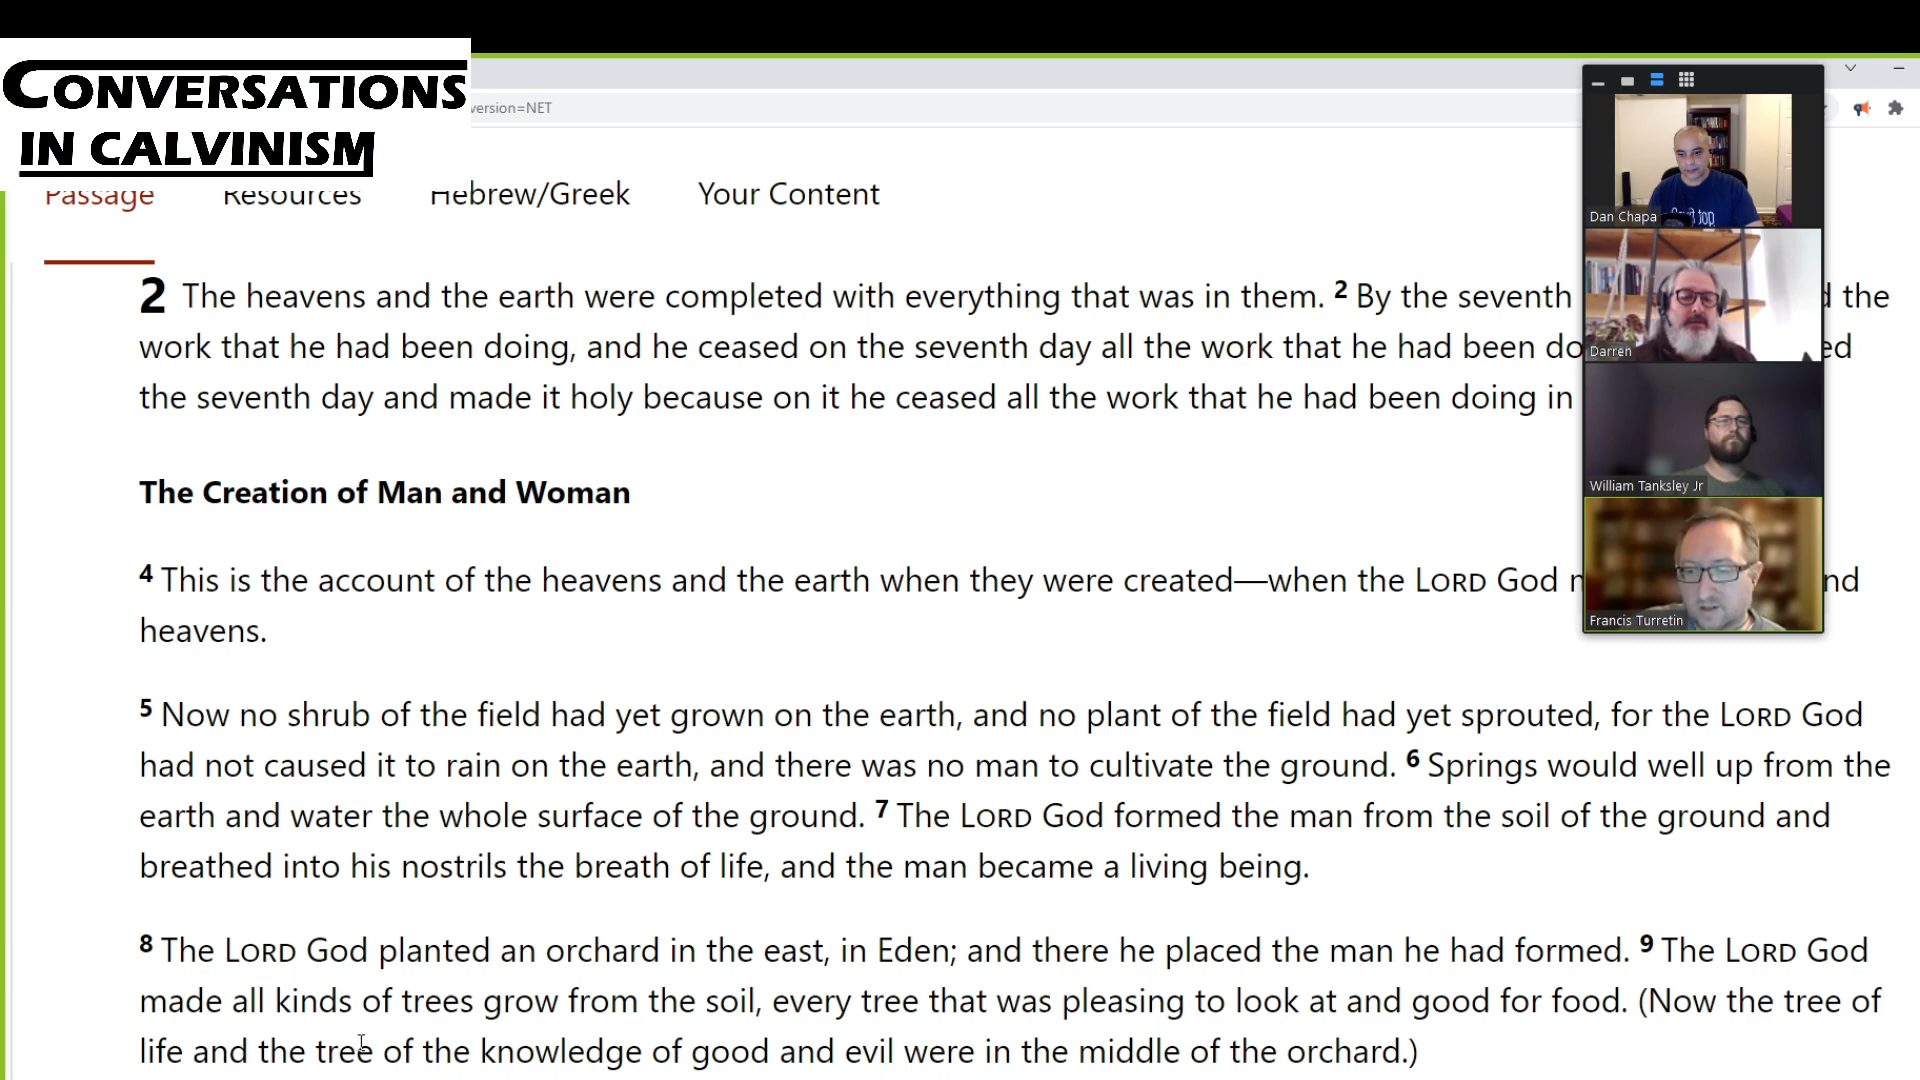 CONVERSATIONS
IN CALVINISM
version=NET
Passage
Resources
Hebrew/Greek
Your Content
2 The heavens and the earth were completed with everything that was in them. 2 By the seventh
d the
work that he had been doing, and he ceased on the seventh day all the work that he had been do
ed
the seventh day and made it holy because on it he ceased all the work that he had been doing in
The Creation of Man and Woman
4 This is the account of the heavens and the earth when they were created—when the LORD God
nd
heavens.
5 Now no shrub of the field had yet grown on the earth, and no plant of the field had yet sprouted, for the LORD God
had not caused it to rain on the earth, and there was no man to cultivate the ground. 6 Springs would well up from the
earth and water the whole surface of the ground. 7 The LORD God formed the man from the soil of the ground and
breathed into his nostrils the breath of life, and the man became a living being.
8 The LORD God planted an orchard in the east, in Eden; and there he placed the man he had formed. 9 The LORD God
made all kinds of trees grow from the soil, every tree that was pleasing to look at and good for food. (Now the tree of
life and the tree of the knowledge of good and evil were in the middle of the orchard.)
Dan Chapa
Darren
William Tanksley Jr
Francis Turretin